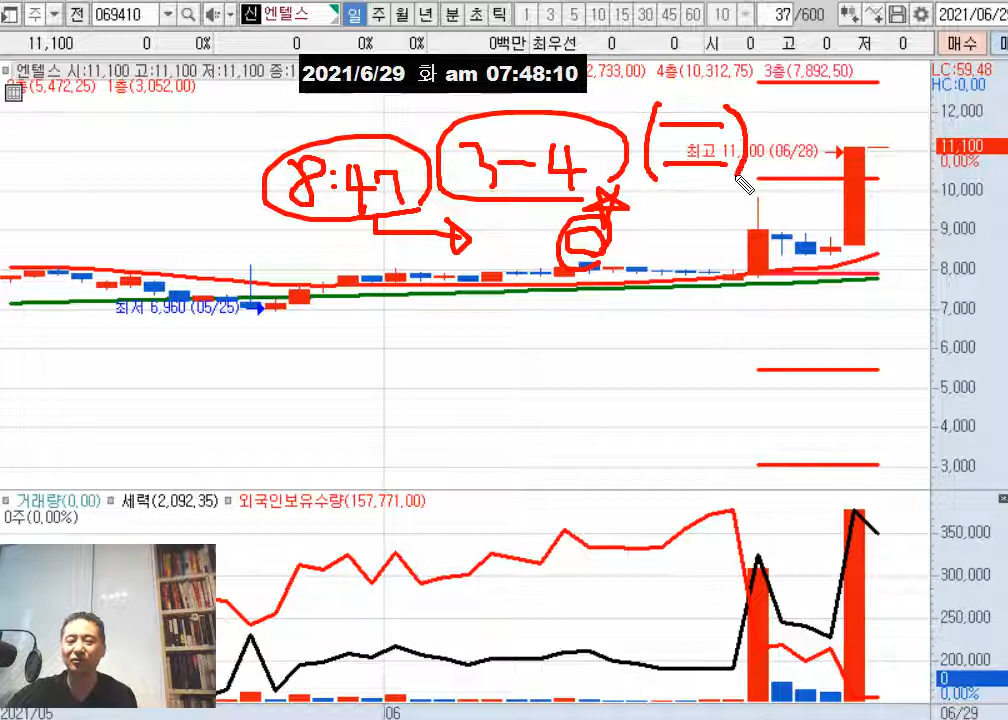 주 전 069410 신 엔텔스 일 주 월 년 분 초 틱 1 3 5 10 15 30 45 60 10 37 /600 2021/06/29
11,100 0 0% 0 0% 0% 0백만 최우선 0 0 시 0 고 0 저 0 매수
엔텔스 시:11,100 고:11,100 저:11,100 종:1 2,733.00) 4층(10,312,75) 3층(7,892,50) LC:59,48
2021/6/29 화 am 07:48:10
층(5,472,25) 1층(3,052,00) HC:0,00
12,000
8:47 3-4
최고 11,100 (06/28)
11,100
0,00%
10,000
9,000
8,000
최저 6,960 (05/25)
7,000
6,000
5,000
4,000
3,000
거래량(0,00) 세력(2,092,35) 외국인보유수량(157,771,00)
0주(0,00%)
350,000
300,000
250,000
200,000
0
0,00%
2021/05 06 06/29